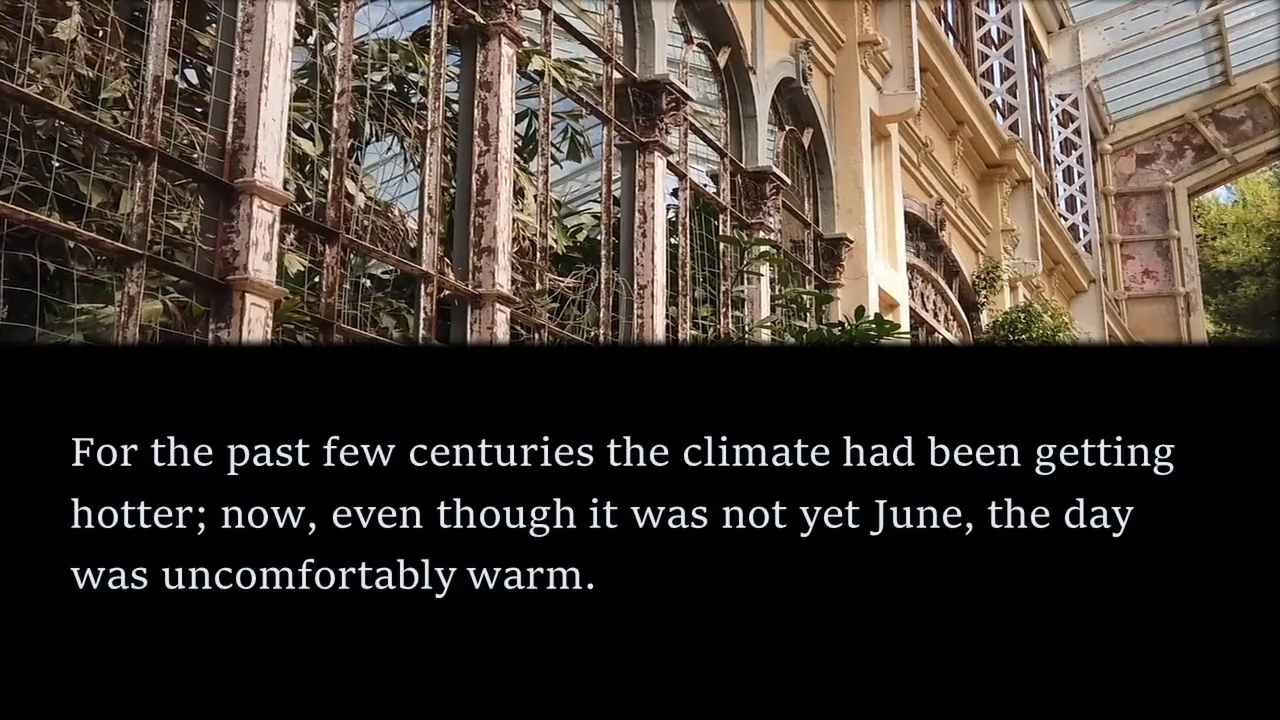 For the past few centuries the climate had been getting
hotter; now, even though it was not yet June, the day
was uncomfortably warm.